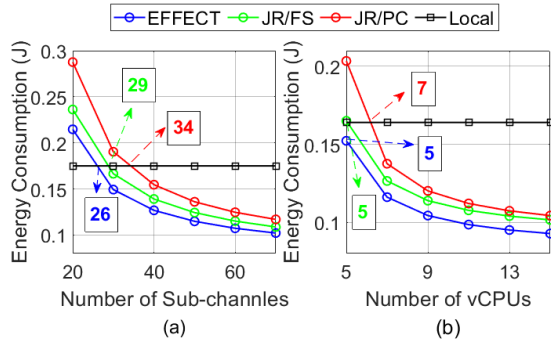 EFFECT JR/FS JR/PC Local
Energy Consumption (J)
0.3
0.25
0.2
0.15
0.1
29
34
26
20 40 60
Number of Sub-channles
(a)
Energy Consumption (J)
0.2
0.15
0.1
7
5
5
5 9 13
Number of vCPUs
(b)